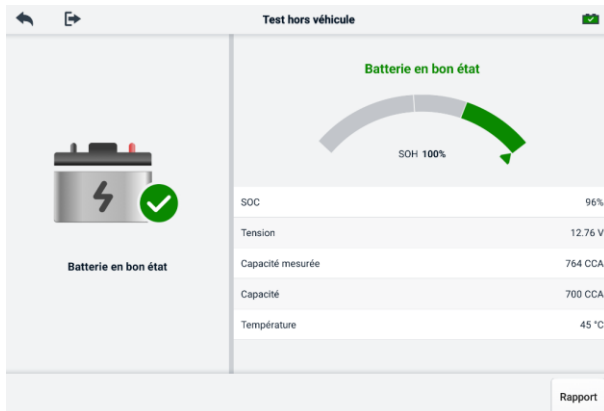 Test hors véhicule
Batterie en bon état
Batterie en bon état
SOH 100%
SOC 96%
Tension 12.76 V
Capacité mesurée 764 CCA
Capacité 700 CCA
Température 45 °C
Rapport